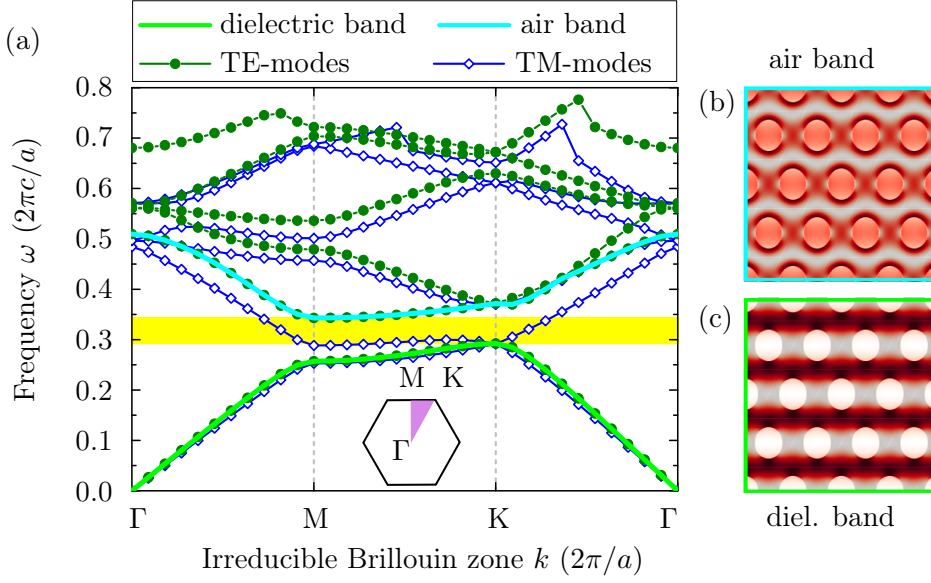 (a)
dielectric band
air band
TE-modes
TM-modes
Frequency ω (2πc/a)
0.8
0.7
0.6
0.5
0.4
0.3
0.2
0.1
0.0
M K
Γ
Γ M K Γ
Irreducible Brillouin zone k (2π/a)
air band
(b)
(c)
diel. band